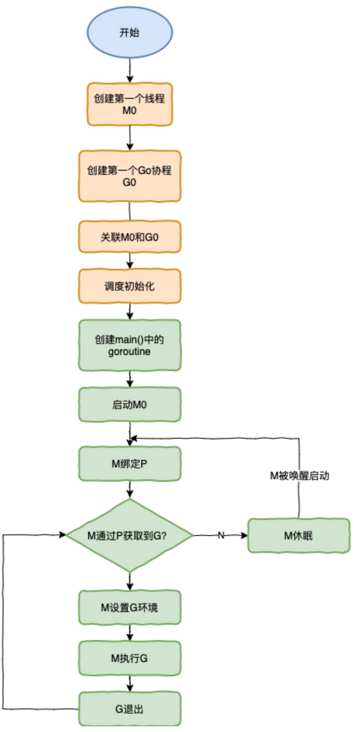 开始
创建第一个线程
M0
创建第一个Go协程
G0
关联M0和G0
调度初始化
创建main()中的
goroutine
启动M0
M绑定P
M被唤醒启动
M通过P获取到G?
N
M休眠
M设置G环境
M执行G
G退出